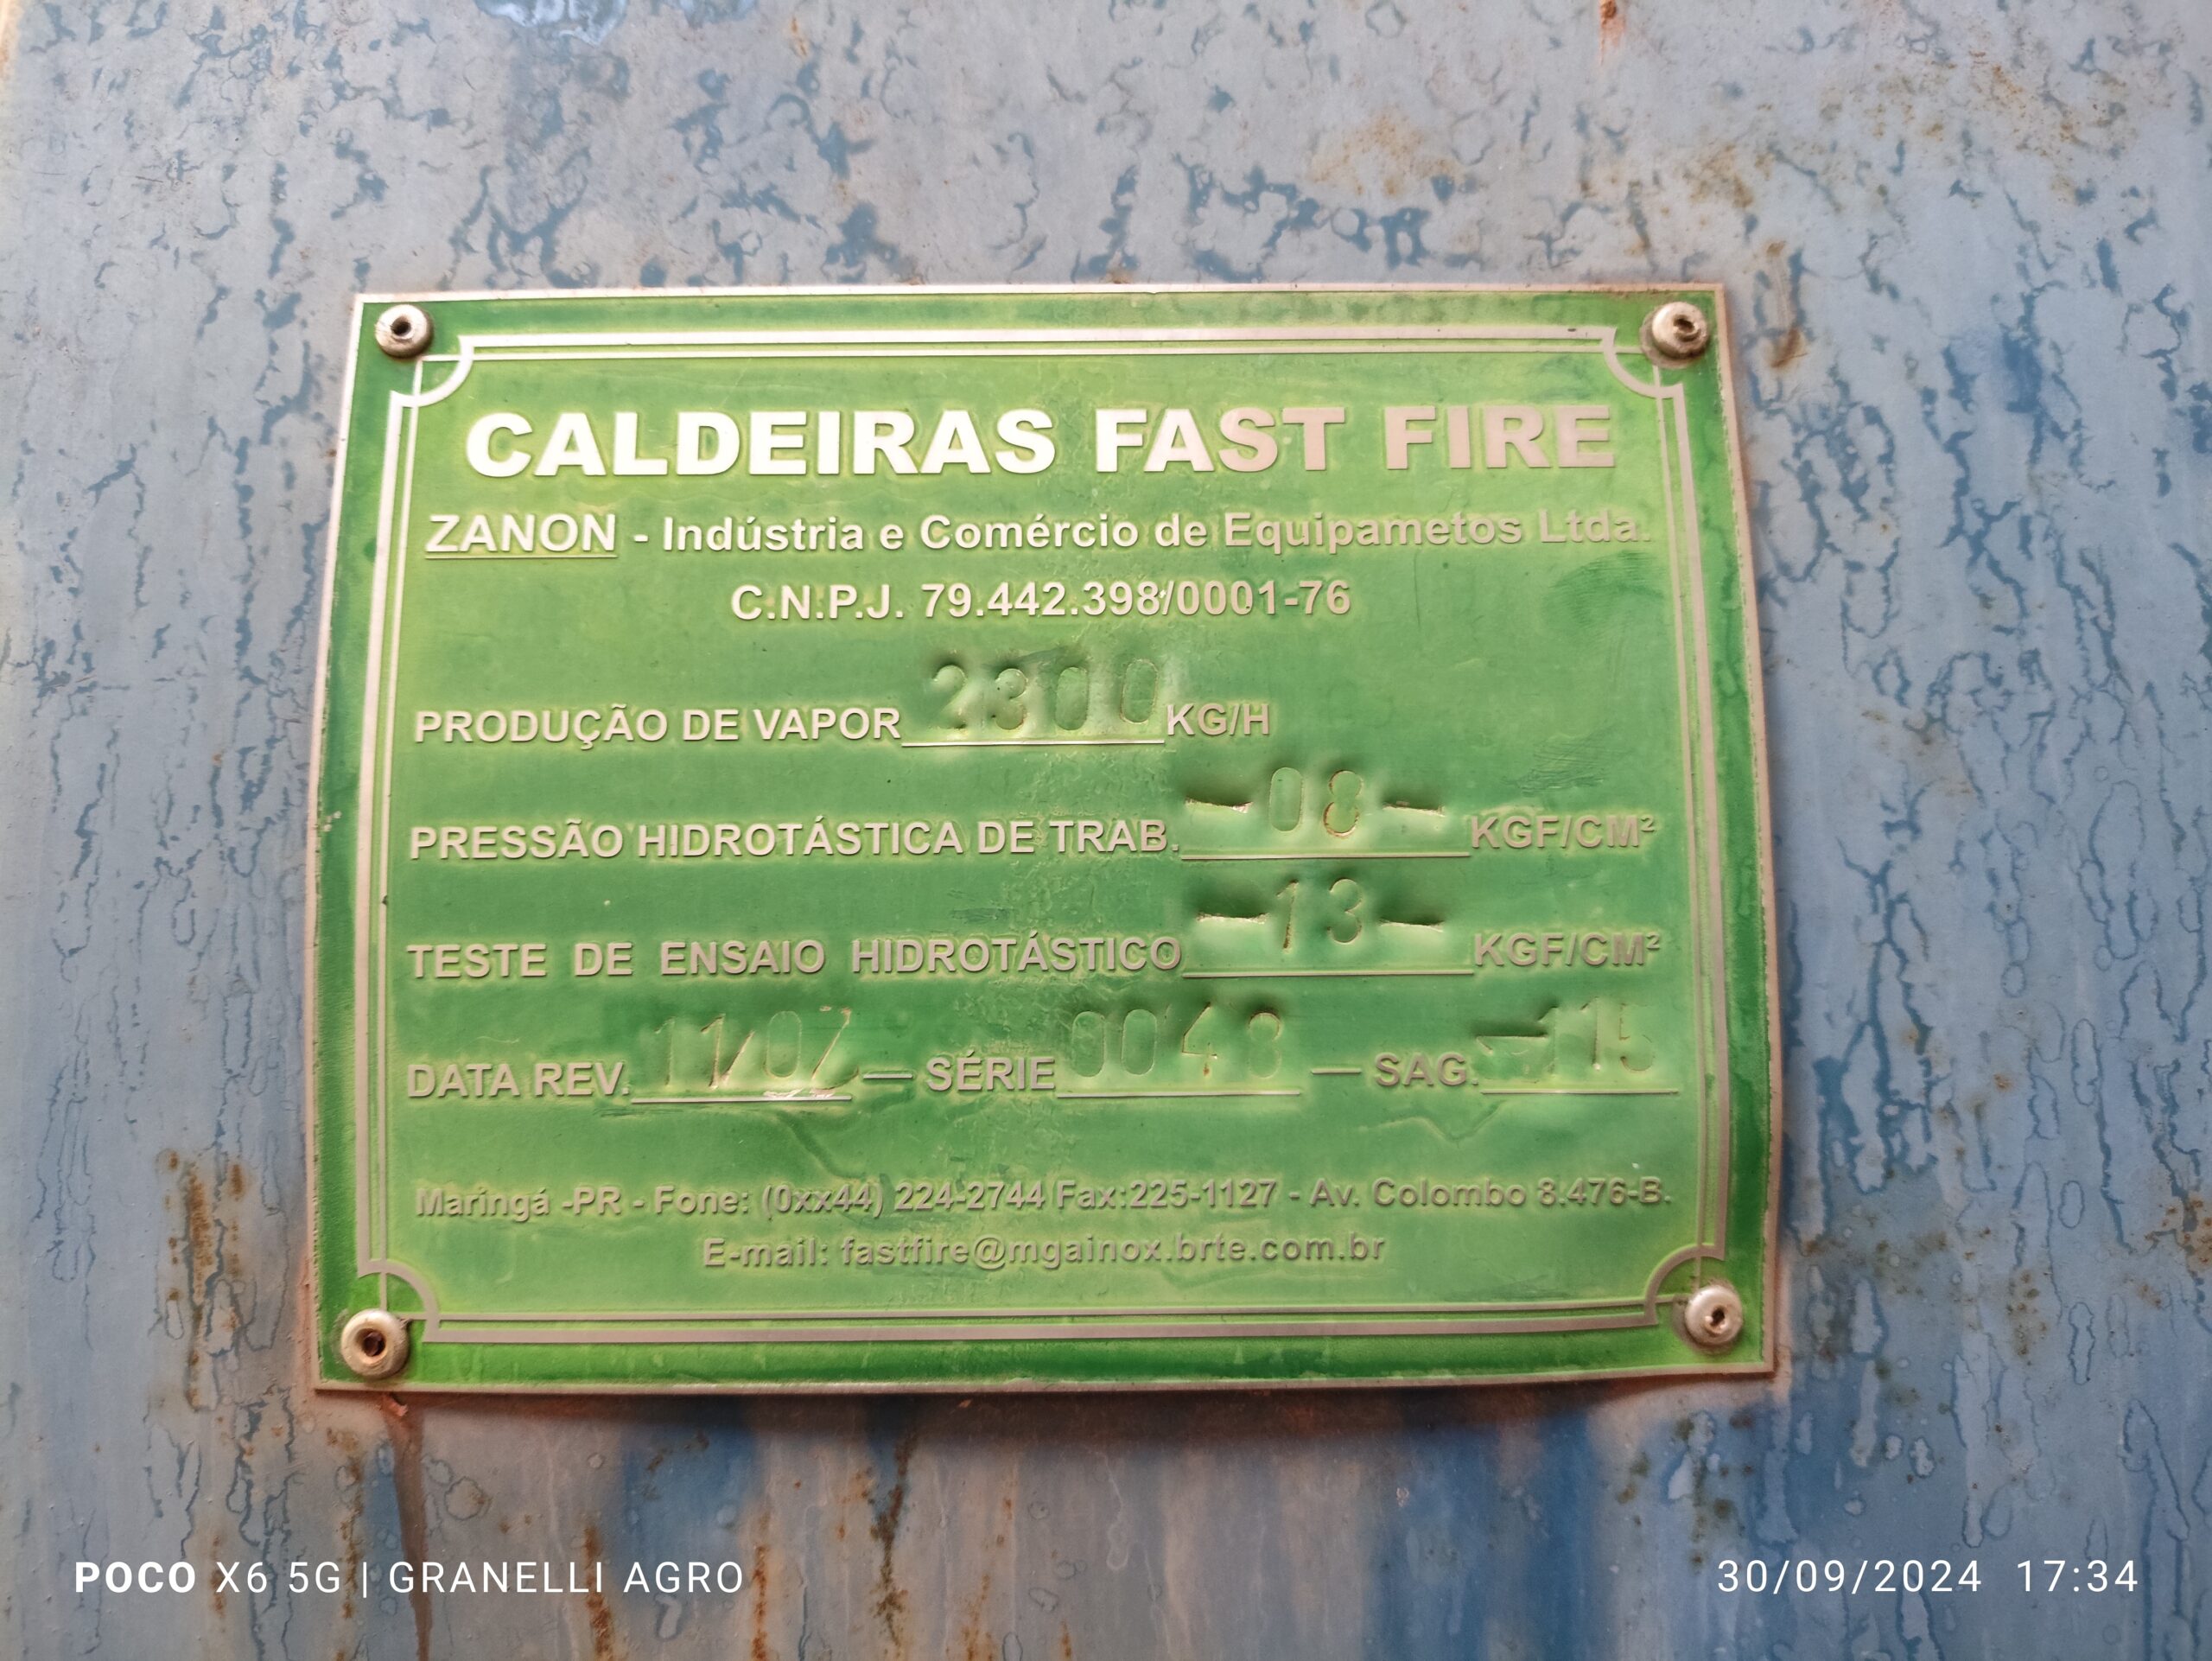 CALDEIRAS FAST FIRE
ZANON - Indústria e Comércio de Equipametos Ltda.
C.N.P.J. 79.442.398/0001-76
PRODUÇÃO DE VAPOR 2300 KG/H
PRESSÃO HIDROTÁSTICA DE TRAB. -08- KGF/CM²
TESTE DE ENSAIO HIDROTÁSTICO -13- KGF/CM²
DATA REV. — SÉRIE 0043 — SAG.
Maringá -PR - Fone: (0xx44) 224-2744 Fax:225-1127 - Av. Colombo 8.476-B.
E-mail: fastfire@mgainox.brte.com.br
POCO X6 5G | GRANELLI AGRO
30/09/2024 17:34